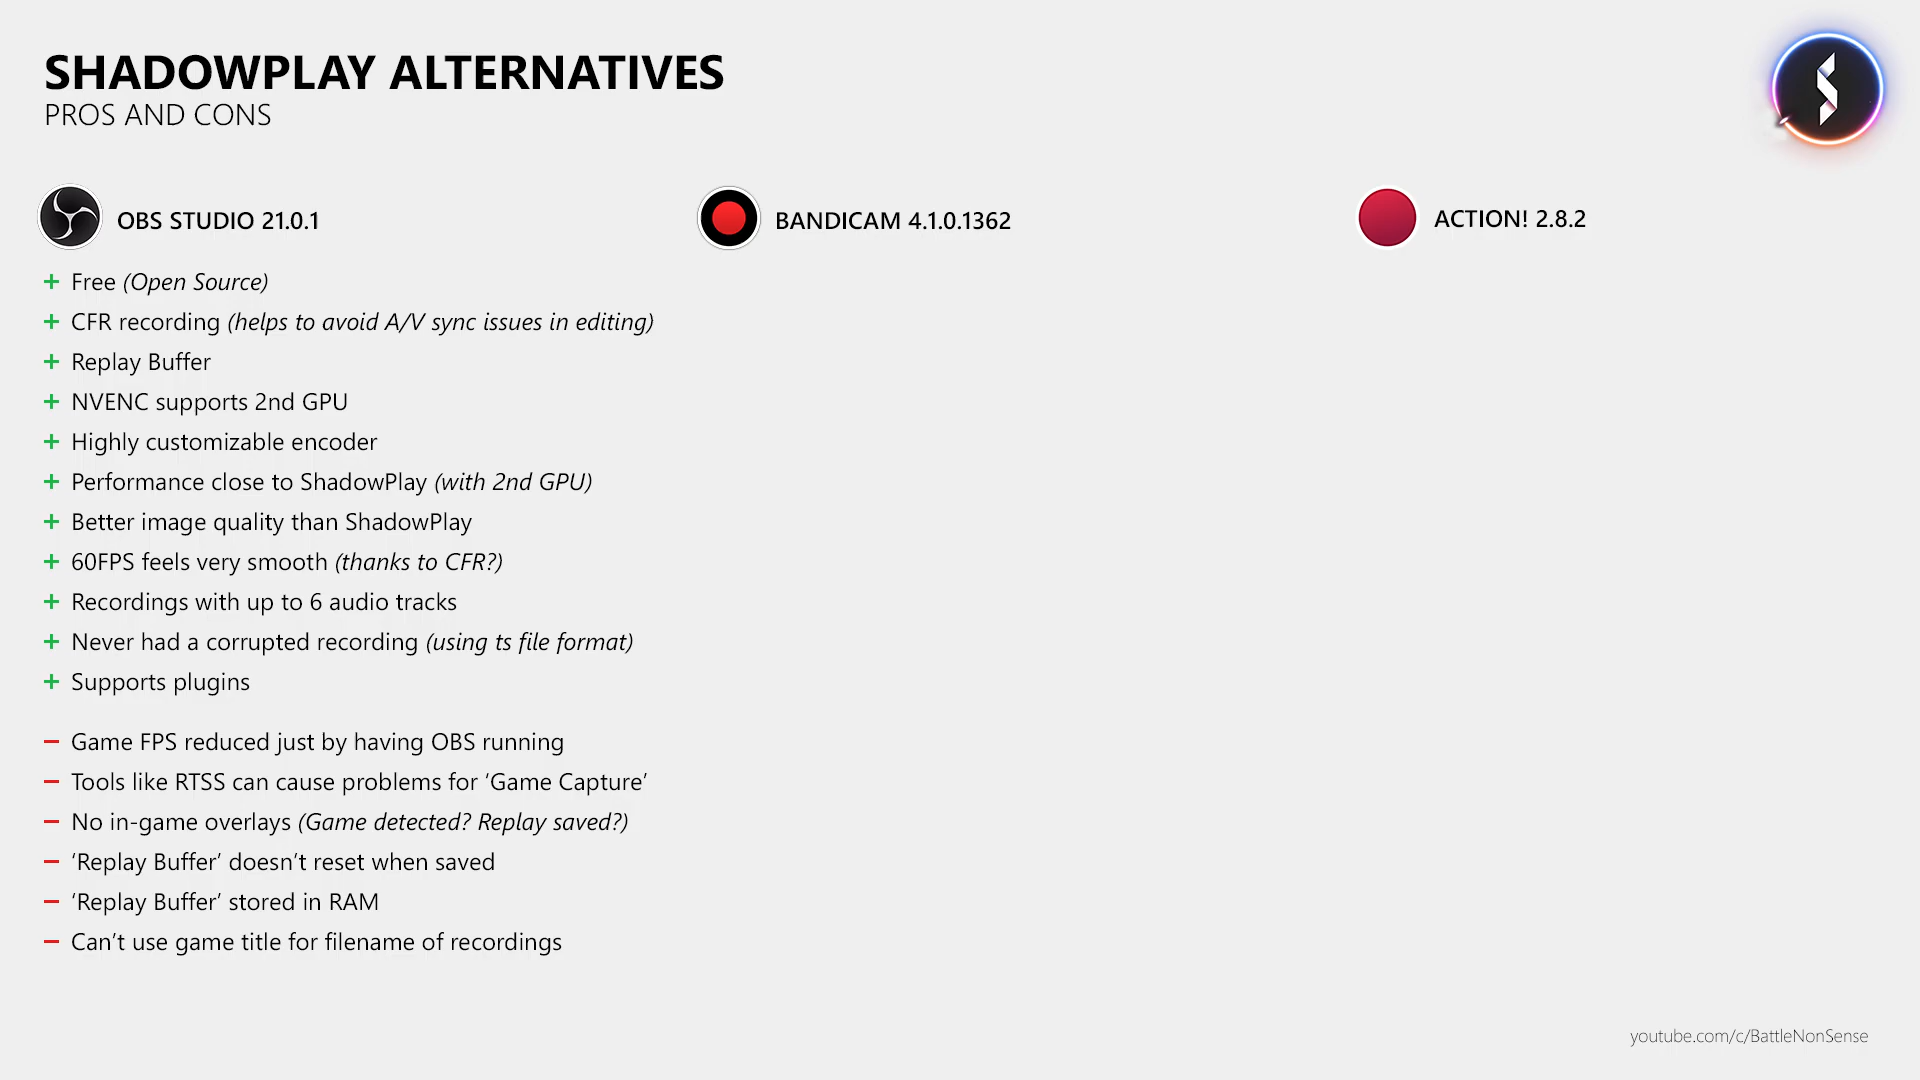 SHADOWPLAY ALTERNATIVES
PROS AND CONS
OBS STUDIO 21.0.1
BANDICAM 4.1.0.1362
ACTION! 2.8.2
+ Free (Open Source)
+ CFR recording (helps to avoid A/V sync issues in editing)
+ Replay Buffer
+ NVENC supports 2nd GPU
+ Highly customizable encoder
+ Performance close to ShadowPlay (with 2nd GPU)
+ Better image quality than ShadowPlay
+ 60FPS feels very smooth (thanks to CFR?)
+ Recordings with up to 6 audio tracks
+ Never had a corrupted recording (using ts file format)
+ Supports plugins
− Game FPS reduced just by having OBS running
− Tools like RTSS can cause problems for ‘Game Capture’
− No in-game overlays (Game detected? Replay saved?)
− ‘Replay Buffer’ doesn’t reset when saved
− ‘Replay Buffer’ stored in RAM
− Can’t use game title for filename of recordings
youtube.com/c/BattleNonSense